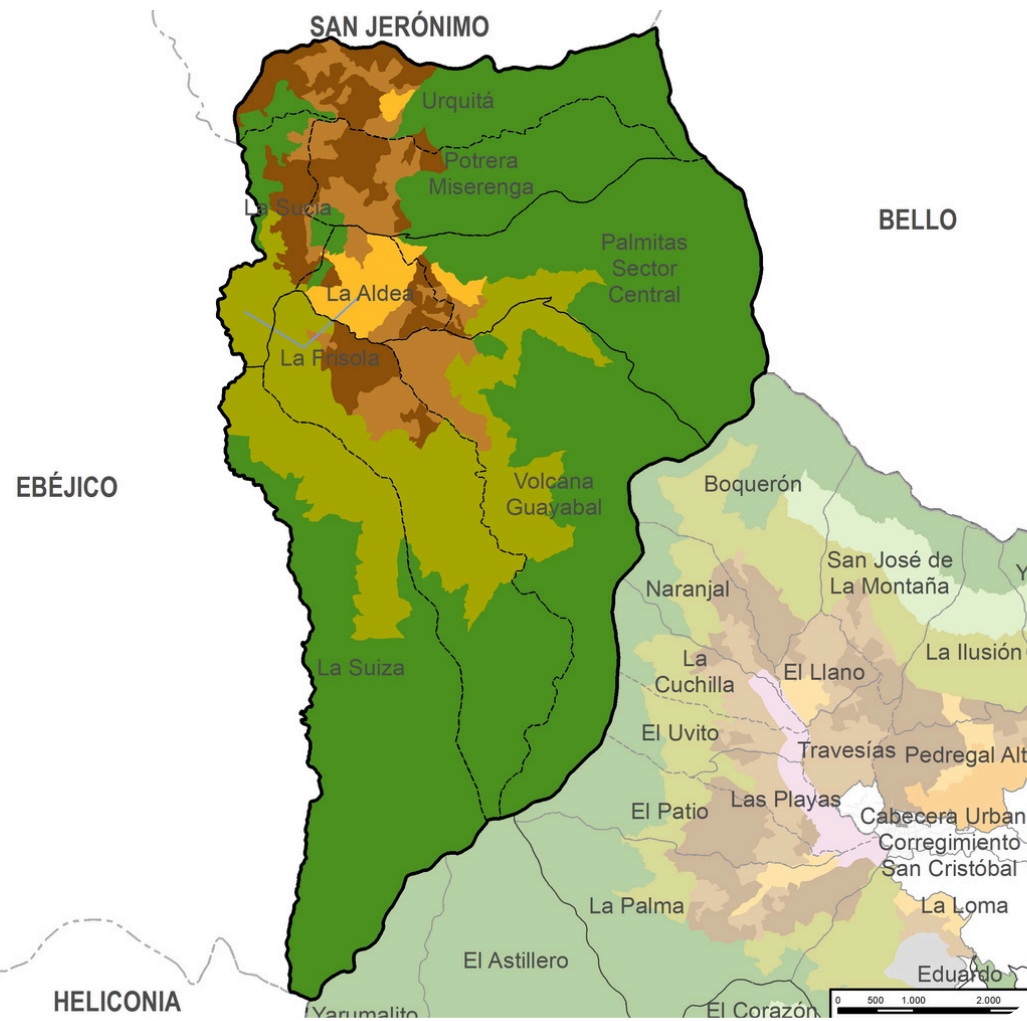 SAN JERÓNIMO
Urquitá
Potrera
Miserenga
La Sucia
BELLO
Palmitas
Sector
Central
La Aldea
La Frisola
EBÉJICO
Volcana
Guayabal
Boquerón
San José de
La Montaña
Y
Naranjal
La Ilusión
La
Cuchilla
El Llano
El Uvito
Travesías
Pedregal Alt
La Suiza
Las Playas
El Patio
Cabecera Urban
Corregimiento
San Cristóbal
La Palma
La Loma
El Astillero
Eduardo
HELICONIA
Yarumalito
El Corazón
0 500 1.000 2.000